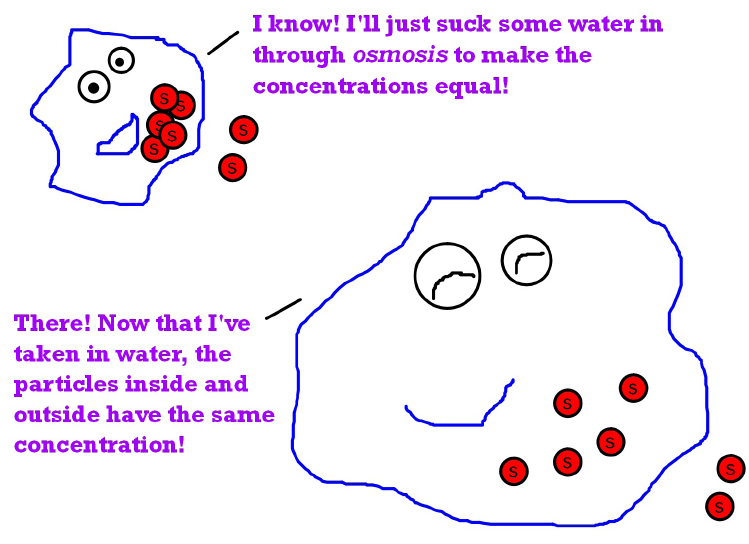 I know! I'll just suck some water in
through osmosis to make the
concentrations equal!
S
S
S
S
S
S
S
There! Now that I've
taken in water, the
particles inside and
outside have the same
concentration!
S
S
S
S
S
S
S